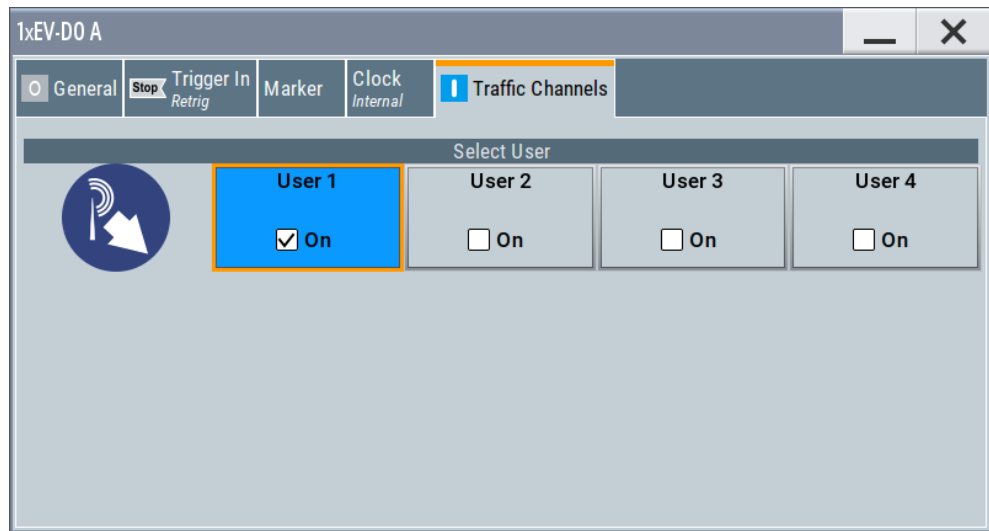 1xEV-DO A
O General
Stop Trigger In
Retrig
Marker
Clock
Internal
Traffic Channels
Select User
User 1
On
User 2
On
User 3
On
User 4
On